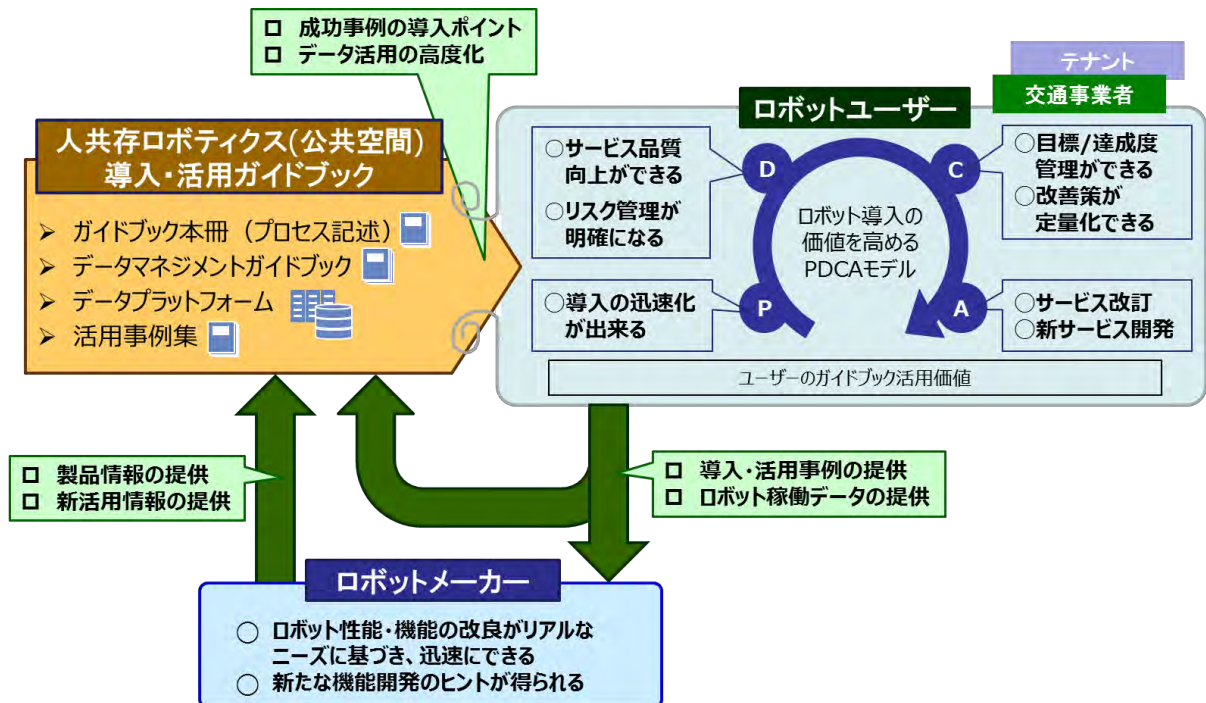 成功事例の導入ポイント
データ活用の高度化
テナント
交通事業者
ロボットユーザー
人共存ロボティクス(公共空間)
導入・活用ガイドブック
➢ ガイドブック本冊（プロセス記述）
➢ データマネジメントガイドブック
➢ データプラットフォーム
➢ 活用事例集
○サービス品質
向上ができる
○リスク管理が
明確になる
D
C
○目標/達成度
管理ができる
○改善策が
定量化できる
ロボット導入の
価値を高める
PDCAモデル
○導入の迅速化
が出来る
P
A
○サービス改訂
○新サービス開発
ユーザーのガイドブック活用価値
製品情報の提供
新活用情報の提供
導入・活用事例の提供
ロボット稼働データの提供
ロボットメーカー
○ ロボット性能・機能の改良がリアルな
ニーズに基づき、迅速にできる
○ 新たな機能開発のヒントが得られる